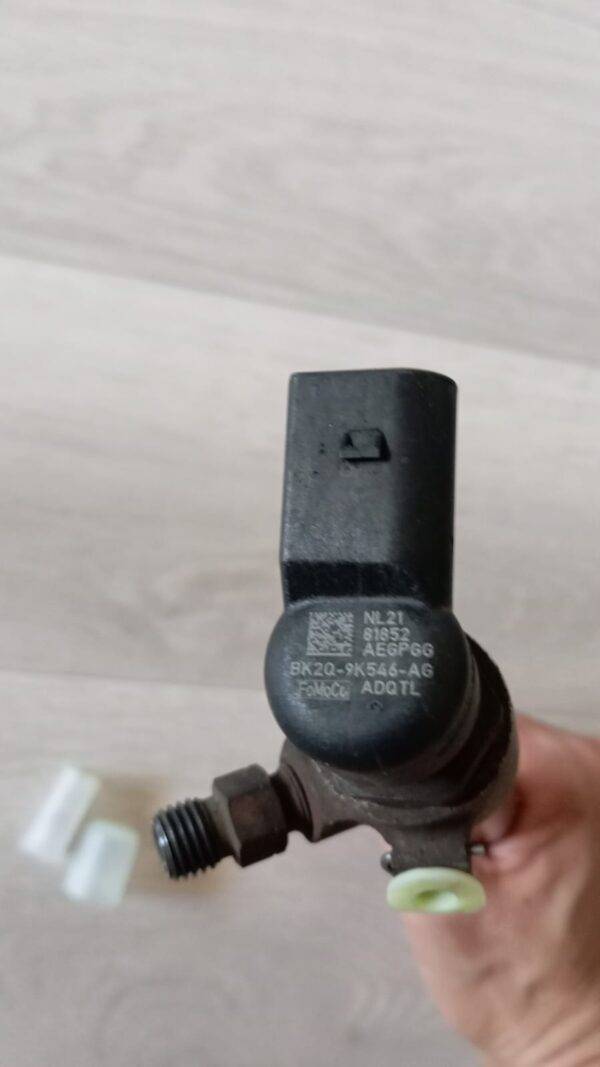 NL21
81852
AEGPGG
BK2Q-9K546-AG
FoMoCo ADQTL